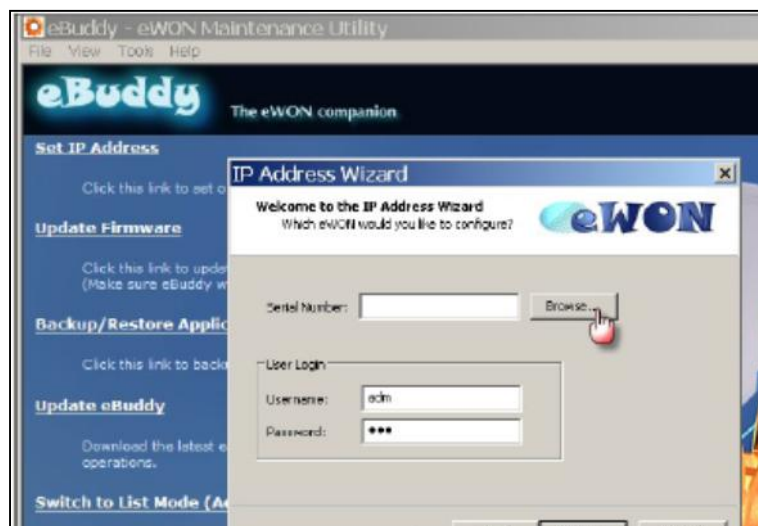 eBuddy - eWON Maintenance Utility
File View Tools Help
eBuddy The eWON companion
Set IP Address
Click this link to set o
Update Firmware
Click this link to upda
(Make sure eBuddy w
Backup/Restore Applic
Click this link to back
Update eBuddy
Download the latest e
operations.
Switch to List Mode (A
IP Address Wizard
Welcome to the IP Address Wizard
Which eWON would you like to configure?
eWON
Serial Number:
Browse...
User Login
Username: adm
Password: •••